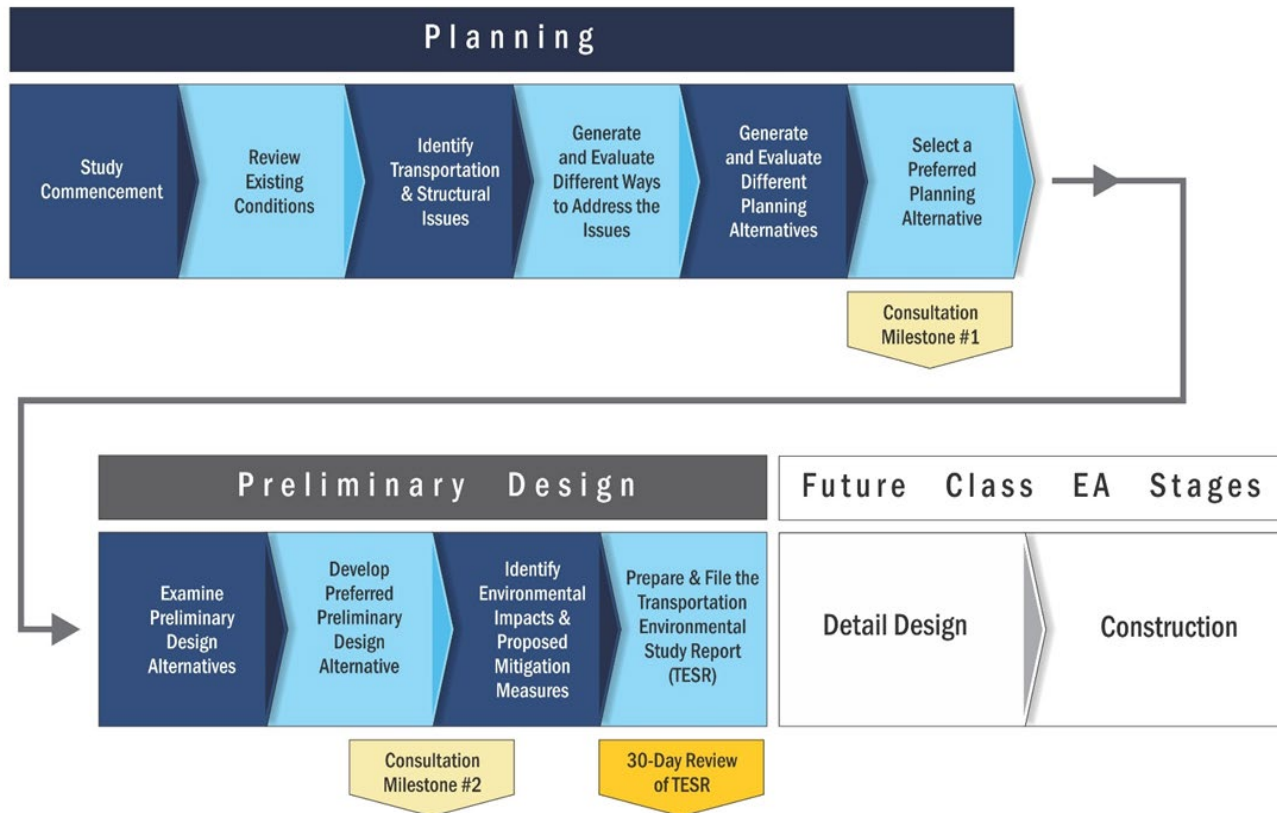 Planning
Study
Commencement
Review
Existing
Conditions
Identify
Transportation
& Structural
Issues
Generate
and Evaluate
Different Ways
to Address the
Issues
Generate
and Evaluate
Different
Planning
Alternatives
Select a
Preferred
Planning
Alternative
Consultation
Milestone #1
Preliminary Design
Future Class EA Stages
Examine
Preliminary
Design
Alternatives
Develop
Preferred
Preliminary
Design
Alternative
Identify
Environmental
Impacts &
Proposed
Mitigation
Measures
Prepare & File the
Transportation
Environmental
Study Report
(TESR)
Detail Design
Construction
Consultation
Milestone #2
30-Day Review
of TESR